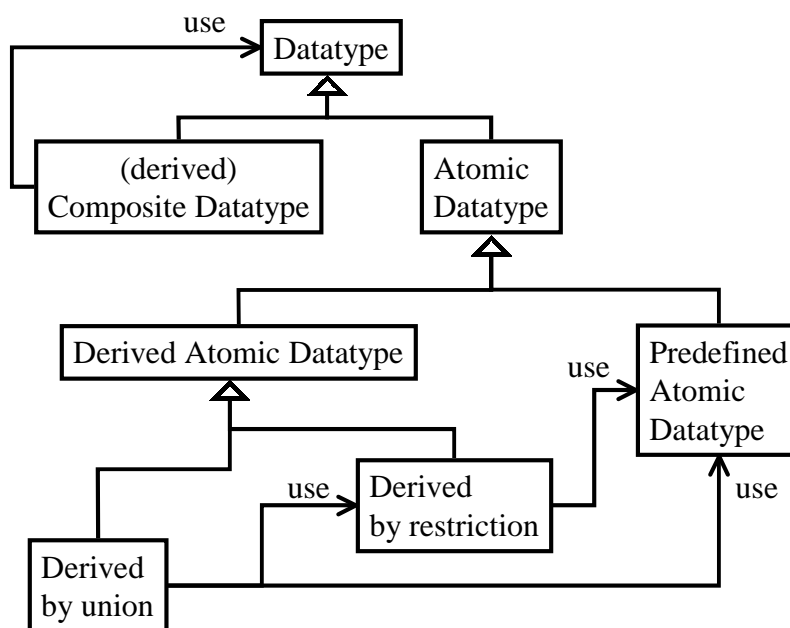 use
Datatype
(derived)
Composite Datatype
Atomic
Datatype
Derived Atomic Datatype
Predefined
Atomic
Datatype
use
Derived
by restriction
use
use
Derived
by union